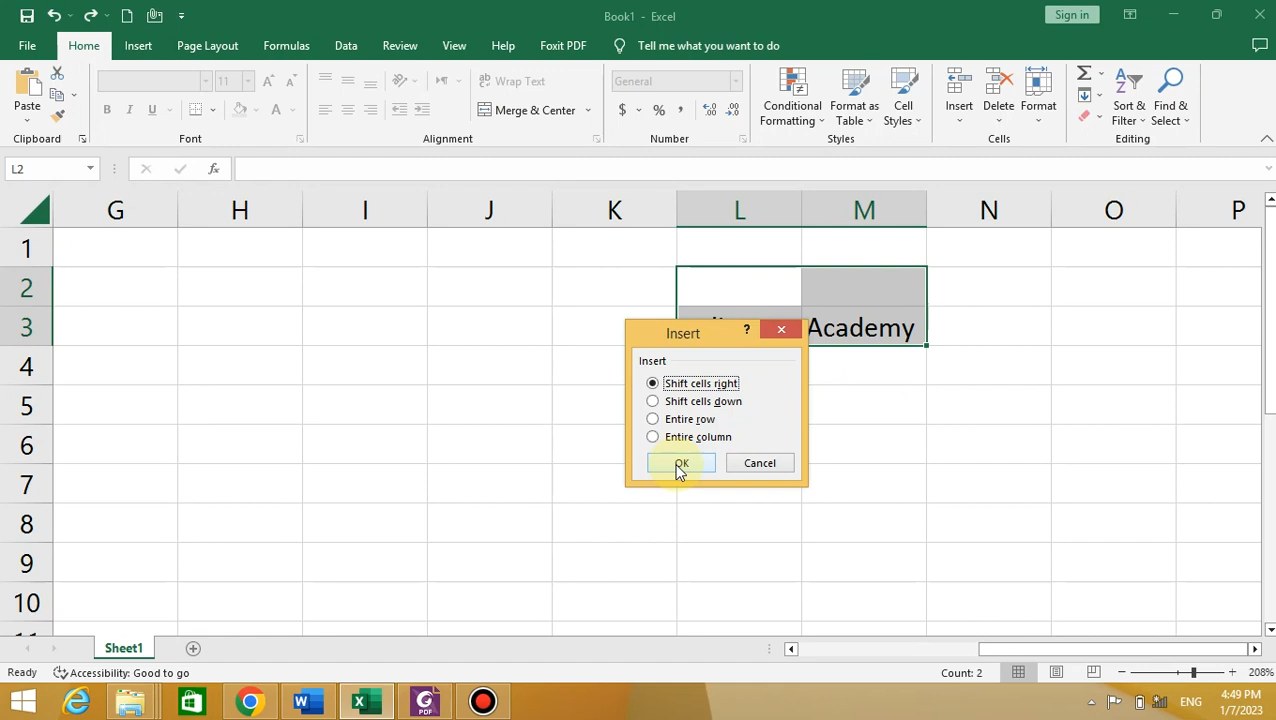 Book1 - Excel
Sign in
File Home Insert Page Layout Formulas Data Review View Help Foxit PDF Tell me what you want to do
Paste
11
Wrap Text
Merge & Center
General
$ % ,
Conditional Formatting
Format as Table
Cell Styles
Insert
Delete
Format
Sort & Filter
Find & Select
Clipboard Font Alignment Number Styles Cells Editing
L2
fx
G H I J K L M N O P
1
2
3 Academy
4
5
6
7
8
9
10
Insert
?
Insert
Shift cells right
Shift cells down
Entire row
Entire column
OK Cancel
Sheet1
Ready Accessibility: Good to go Count: 2 208%
ENG
4:49 PM
1/7/2023